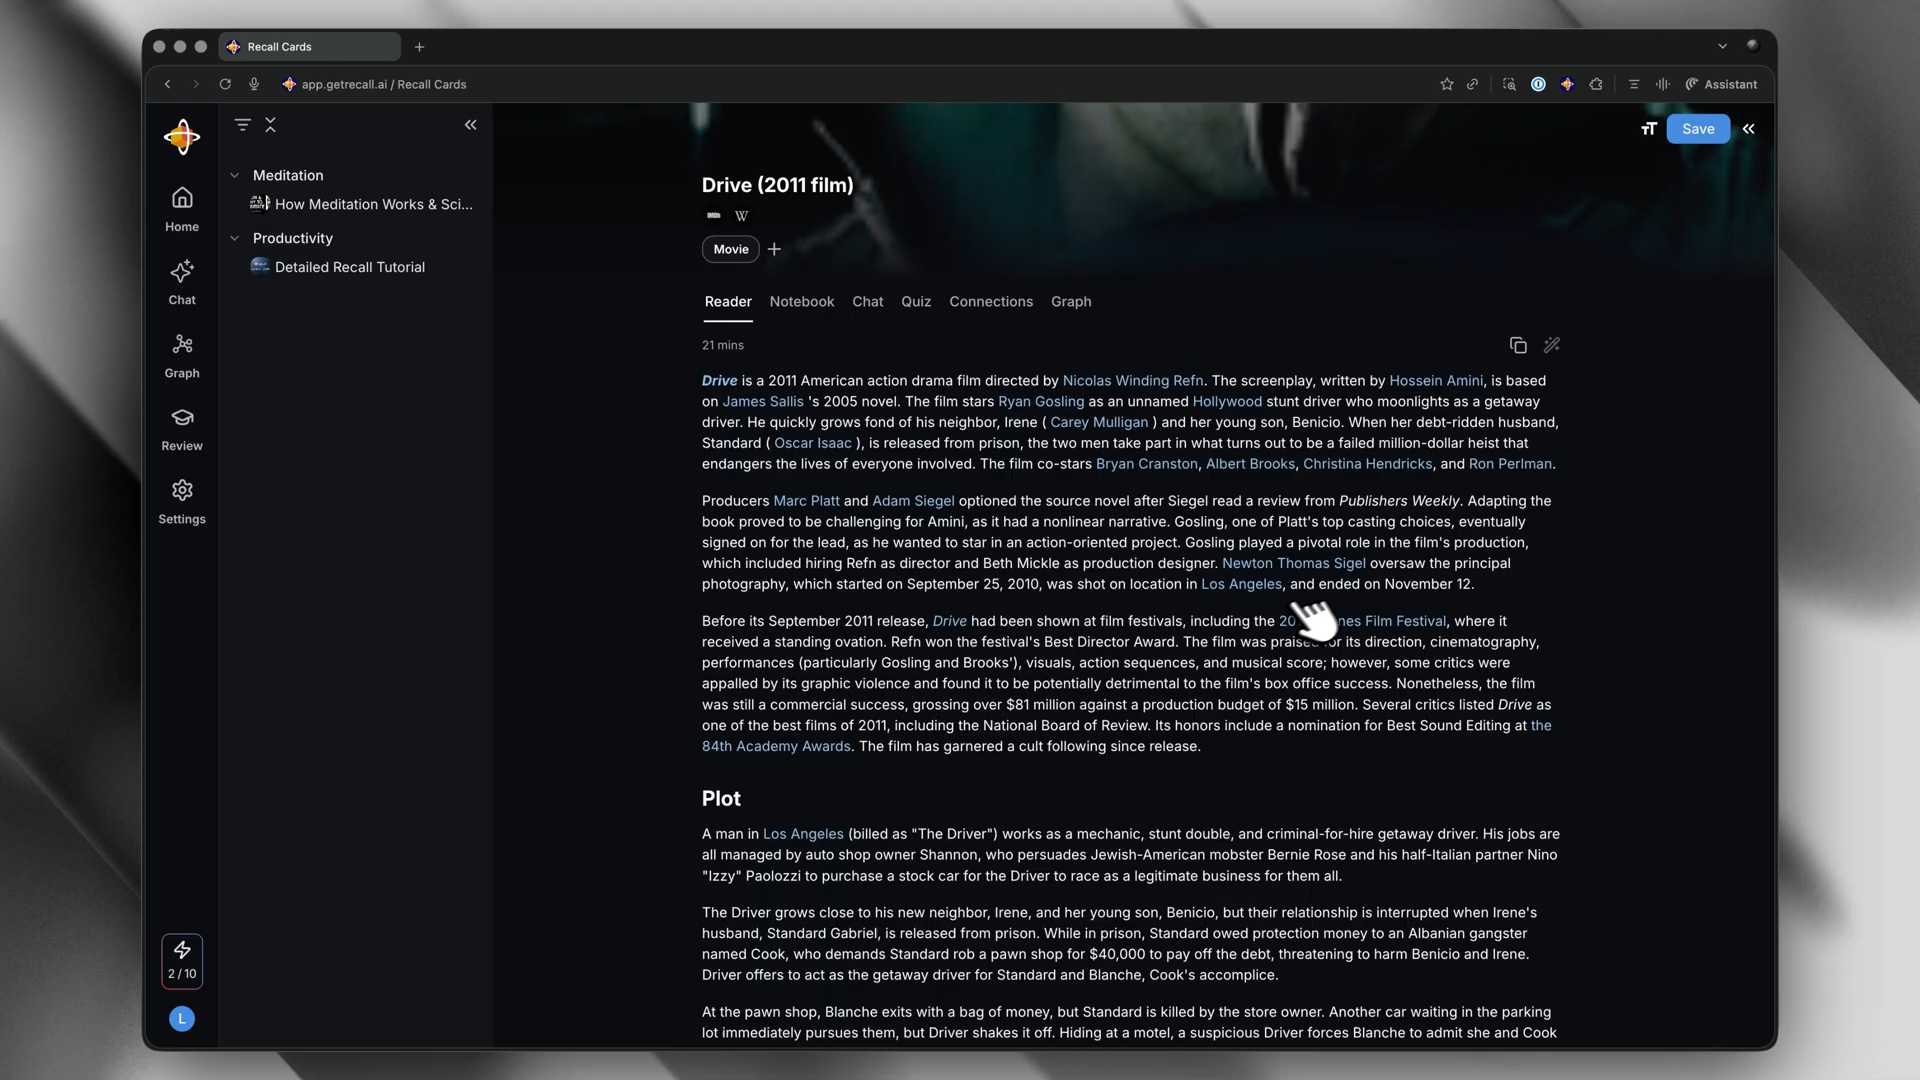 Recall Cards
app.getrecall.ai / Recall Cards
Assistant
Home
Chat
Graph
Review
Settings
2 / 10
L
Meditation
How Meditation Works & Sci...
Productivity
Detailed Recall Tutorial
Save
Drive (2011 film)
W
Movie
Reader Notebook Chat Quiz Connections Graph
21 mins
Drive is a 2011 American action drama film directed by Nicolas Winding Refn. The screenplay, written by Hossein Amini, is based
on James Sallis 's 2005 novel. The film stars Ryan Gosling as an unnamed Hollywood stunt driver who moonlights as a getaway
driver. He quickly grows fond of his neighbor, Irene ( Carey Mulligan ) and her young son, Benicio. When her debt-ridden husband,
Standard ( Oscar Isaac ), is released from prison, the two men take part in what turns out to be a failed million-dollar heist that
endangers the lives of everyone involved. The film co-stars Bryan Cranston, Albert Brooks, Christina Hendricks, and Ron Perlman.
Producers Marc Platt and Adam Siegel optioned the source novel after Siegel read a review from Publishers Weekly. Adapting the
book proved to be challenging for Amini, as it had a nonlinear narrative. Gosling, one of Platt's top casting choices, eventually
signed on for the lead, as he wanted to star in an action-oriented project. Gosling played a pivotal role in the film's production,
which included hiring Refn as director and Beth Mickle as production designer. Newton Thomas Sigel oversaw the principal
photography, which started on September 25, 2010, was shot on location in Los Angeles, and ended on November 12.
Before its September 2011 release, Drive had been shown at film festivals, including the Film Festival, where it
received a standing ovation. Refn won the festival's Best Director Award. The film was praised for its direction, cinematography,
performances (particularly Gosling and Brooks'), visuals, action sequences, and musical score; however, some critics were
appalled by its graphic violence and found it to be potentially detrimental to the film's box office success. Nonetheless, the film
was still a commercial success, grossing over $81 million against a production budget of $15 million. Several critics listed Drive as
one of the best films of 2011, including the National Board of Review. Its honors include a nomination for Best Sound Editing at the
84th Academy Awards. The film has garnered a cult following since release.
Plot
A man in Los Angeles (billed as "The Driver") works as a mechanic, stunt double, and criminal-for-hire getaway driver. His jobs are
all managed by auto shop owner Shannon, who persuades Jewish-American mobster Bernie Rose and his half-Italian partner Nino
"Izzy" Paolozzi to purchase a stock car for the Driver to race as a legitimate business for them all.
The Driver grows close to his new neighbor, Irene, and her young son, Benicio, but their relationship is interrupted when Irene's
husband, Standard Gabriel, is released from prison. While in prison, Standard owed protection money to an Albanian gangster
named Cook, who demands Standard rob a pawn shop for $40,000 to pay off the debt, threatening to harm Benicio and Irene.
Driver offers to act as the getaway driver for Standard and Blanche, Cook's accomplice.
At the pawn shop, Blanche exits with a bag of money, but Standard is killed by the store owner. Another car waiting in the parking
lot immediately pursues them, but Driver shakes it off. Hiding at a motel, a suspicious Driver forces Blanche to admit she and Cook